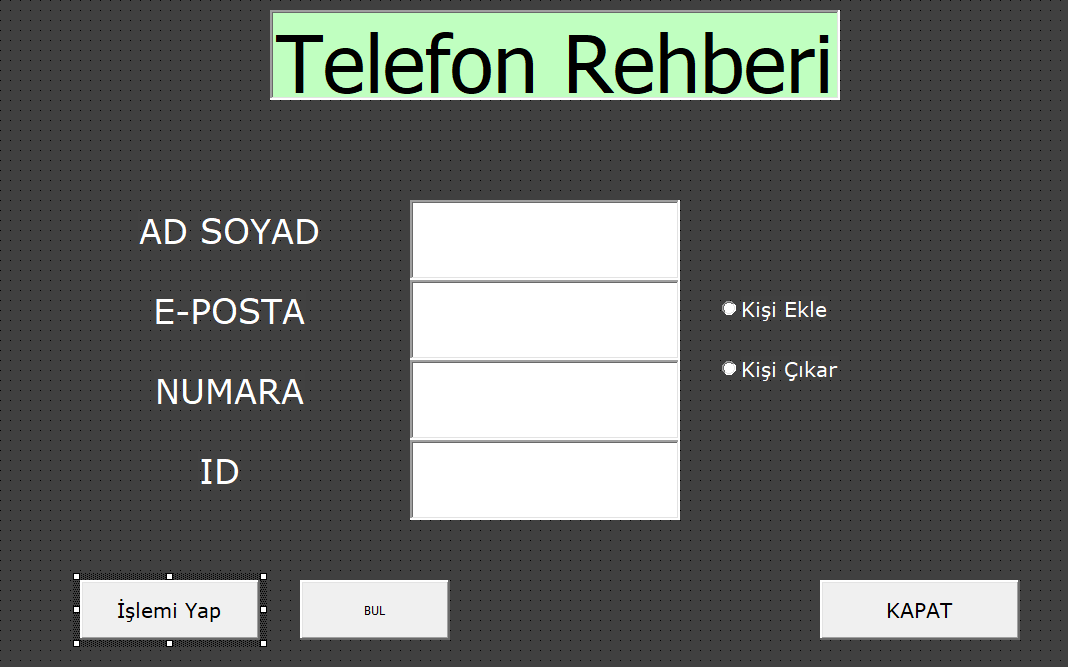 Telefon Rehberi
AD SOYAD
E-POSTA
Kişi Ekle
Kişi Çıkar
NUMARA
ID
İşlemi Yap
BUL
KAPAT